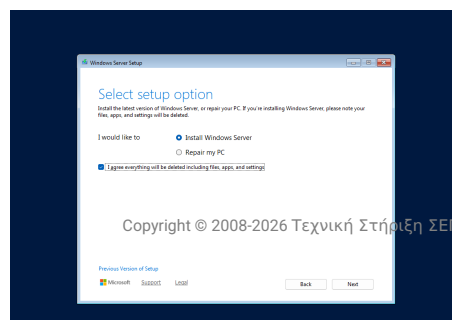 Windows Server Setup
Select setup option
Install the latest version of Windows Server, or repair your PC. If you're installing Windows Server, please note your
files, apps, and settings will be deleted.
I would like to
Install Windows Server
Repair my PC
I agree everything will be deleted including files, apps, and settings
Copyright © 2008-2026 Τεχνική Στήριξη ΣΕΠ
Previous Version of Setup
Microsoft Support Legal
Back Next